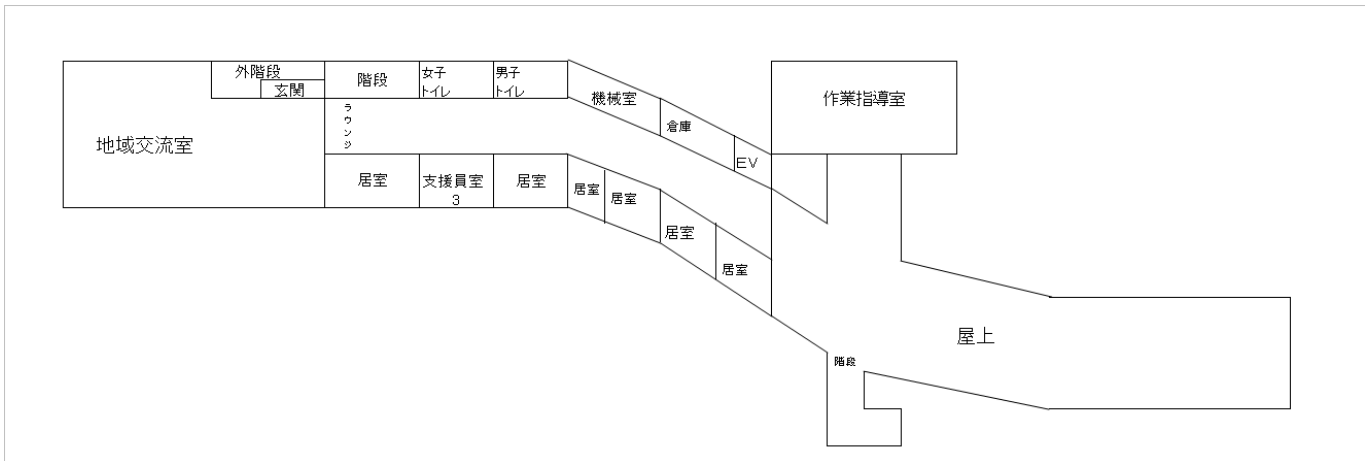 外階段
玄関
階段
女子
トイレ
男子
トイレ
機械室
倉庫
EV
作業指導室
地域交流室
ラウンジ
居室
支援員室
3
居室
居室
居室
居室
居室
屋上
階段